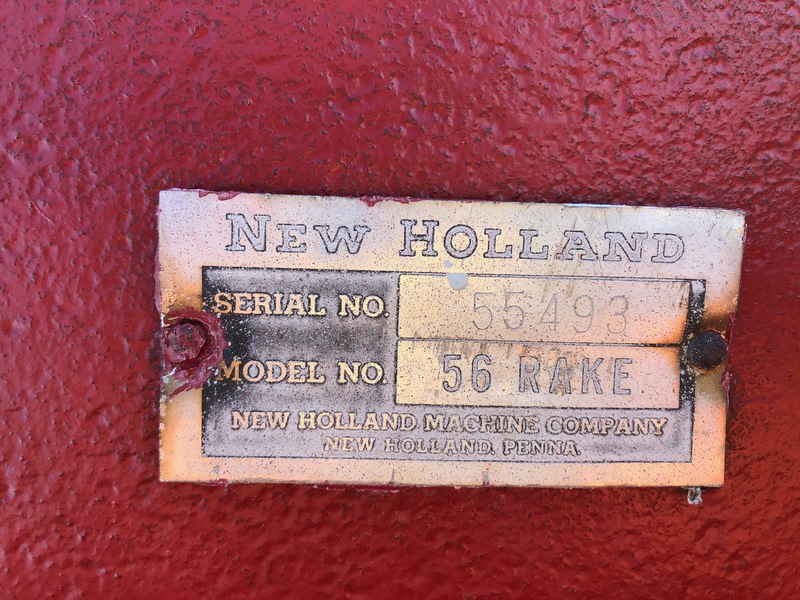 NEW HOLLAND
SERIAL NO. 55493
MODEL NO. 56 RAKE
NEW HOLLAND MACHINE COMPANY
NEW HOLLAND, PENNA.